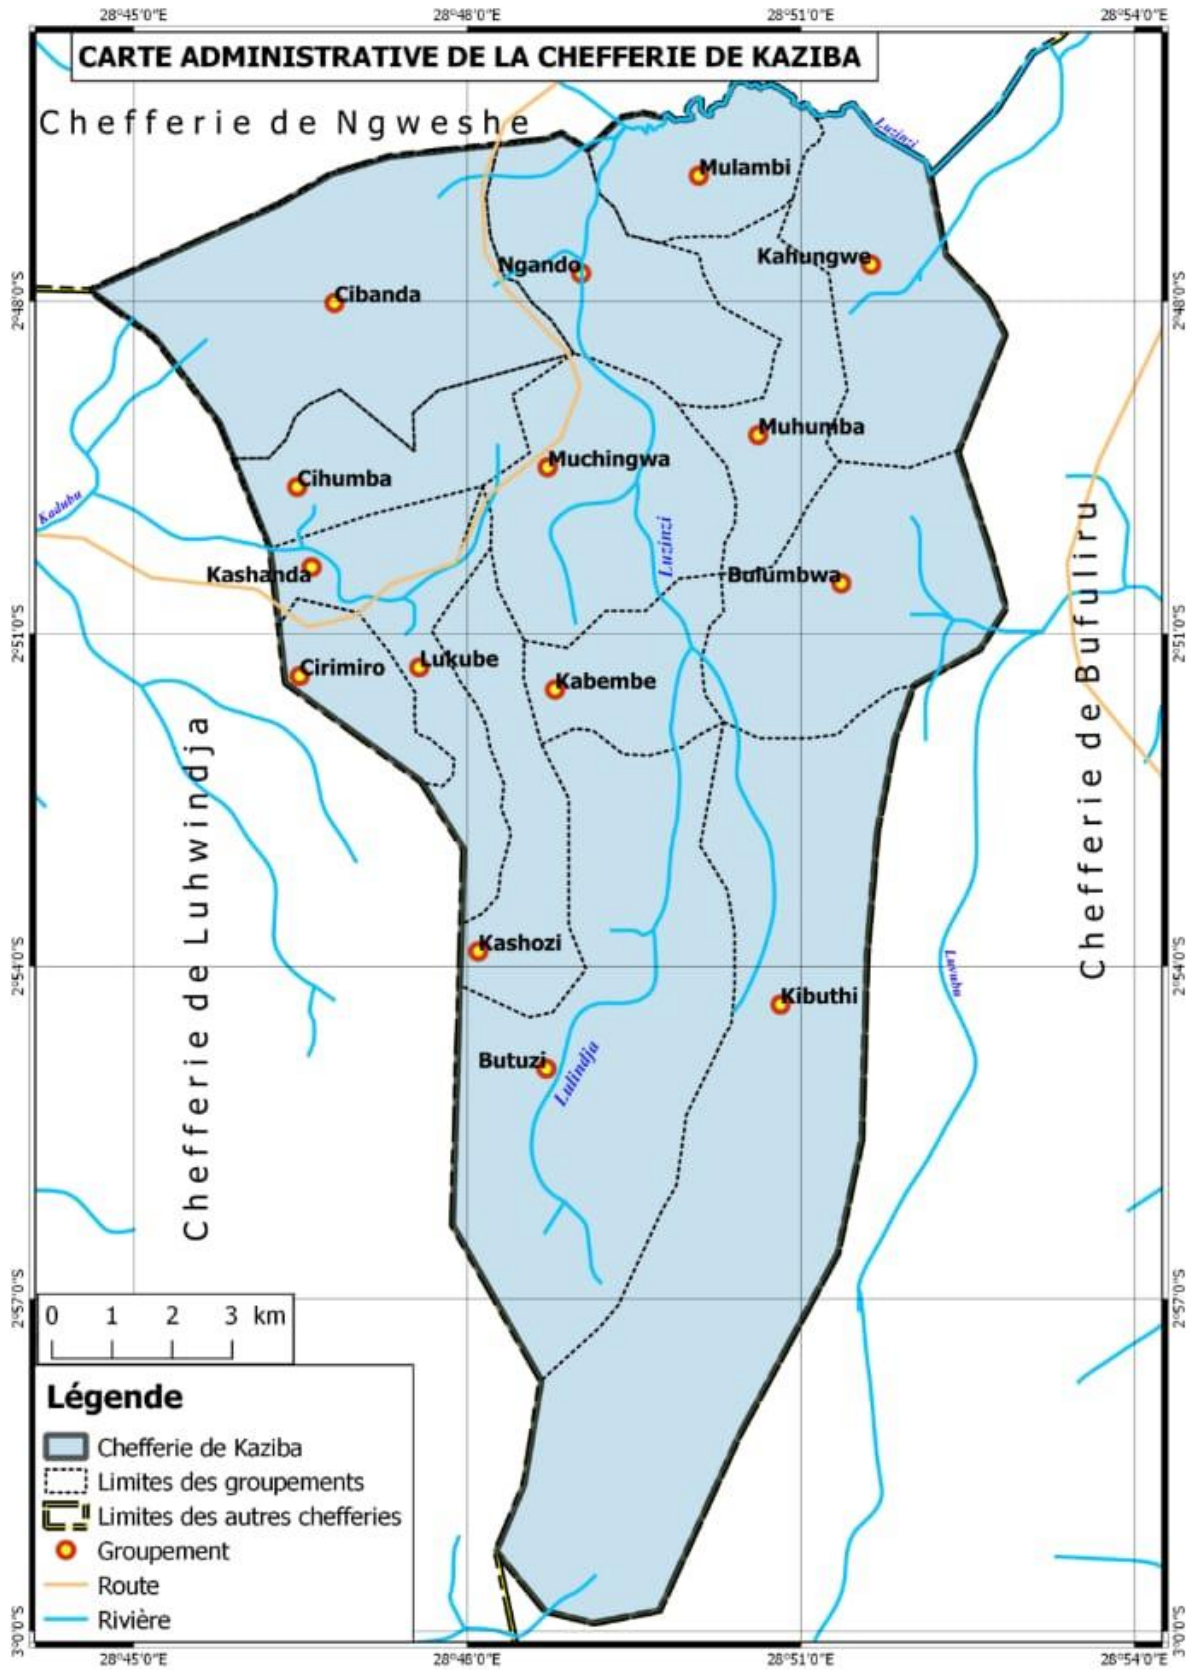 28°45'0"E 28°48'0"E 28°51'0"E 28°54'0"E
CARTE ADMINISTRATIVE DE LA CHEFFERIE DE KAZIBA
Chefferie de Ngweshe
Luzinzi
Mulambi
Kahungwe
Ngando
Cibanda
2°48'0"S 2°48'0"S
Muhumba
Muchingwa
Cihumba
Kadubu
Luzinzi
Kashanda
Bulumbwa
2°51'0"S 2°51'0"S
Cirimiro
Lukube
Kabembe
Chefferie de Bufuliru
Chefferie de Luhwindja
Kashozi
2°54'0"S 2°54'0"S
Luvubu
Kibuthi
Butuzi
Lulindja
2°57'0"S 2°57'0"S
0 1 2 3 km
Légende
Chefferie de Kaziba
Limites des groupements
Limites des autres chefferies
Groupement
Route
Rivière
3°0'0"S 3°0'0"S
28°45'0"E 28°48'0"E 28°51'0"E 28°54'0"E